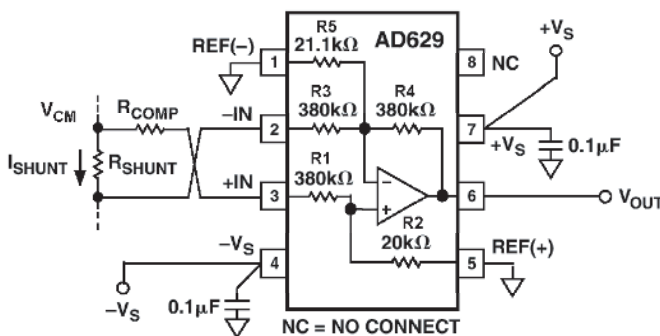 AD629
REF(–)
1
R5
21.1kΩ
8
NC
+VS
VCM
RCOMP
–IN
2
R3
380kΩ
R4
380kΩ
7
+VS
0.1µF
ISHUNT
RSHUNT
+IN
3
R1
380kΩ
–
+
6
VOUT
–VS
4
R2
20kΩ
5
REF(+)
–VS
0.1µF
NC = NO CONNECT